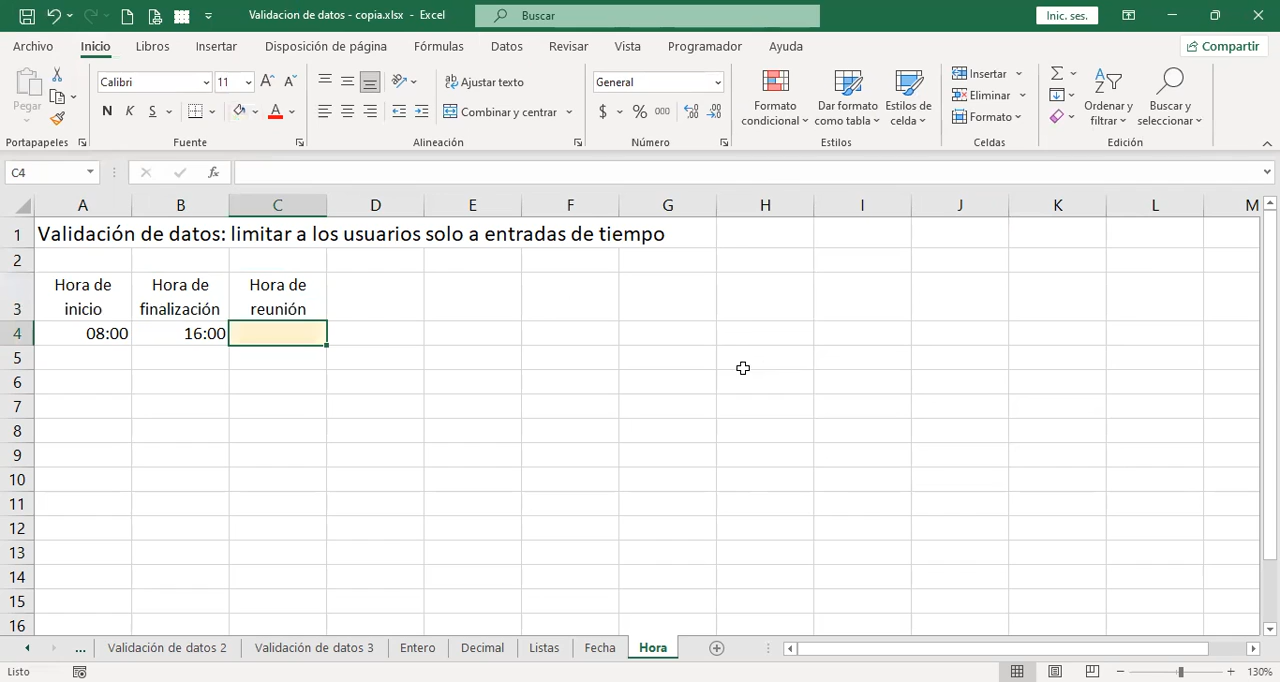 Validacion de datos - copia.xlsx - Excel
Buscar
Inic. ses.
Archivo Inicio Libros Insertar Disposición de página Fórmulas Datos Revisar Vista Programador Ayuda
Compartir
Pegar
Calibri 11
N K S A
Ajustar texto
Combinar y centrar
General
$ % 000
Formato condicional
Dar formato como tabla
Estilos de celda
Insertar
Eliminar
Formato
Ordenar y filtrar
Buscar y seleccionar
Portapapeles Fuente Alineación Número Estilos Celdas Edición
C4 fx
A B C D E F G H I J K L M
1 Validación de datos: limitar a los usuarios solo a entradas de tiempo
2
3 Hora de inicio Hora de finalización Hora de reunión
4 08:00 16:00
5
6
7
8
9
10
11
12
13
14
15
16
... Validación de datos 2 Validación de datos 3 Entero Decimal Listas Fecha Hora
Listo 130%